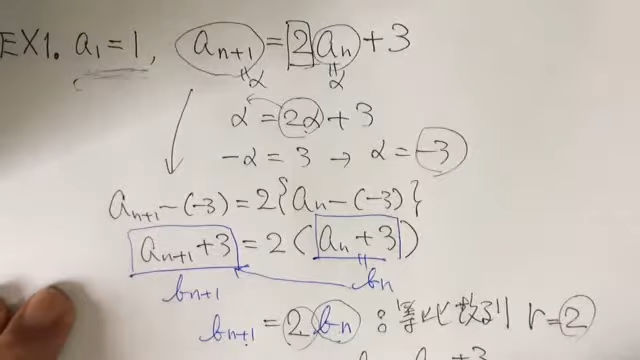 EX1. a₁=1, aₙ₊₁=2aₙ+3
α α
α=2α+3
-α=3→α=-3
aₙ₊₁-(-3)=2{aₙ-(-3)}
aₙ₊₁+3=2(aₙ+3)
bₙ₊₁ bₙ
bₙ₊₁=2bₙ:等比数列 r=2
+3